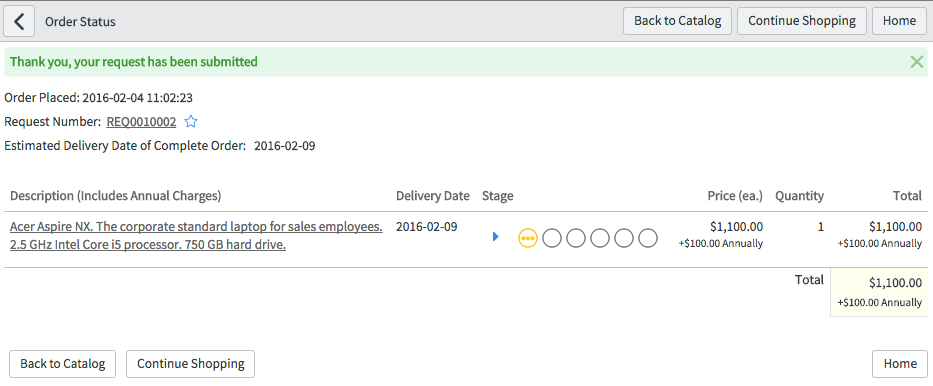 Order Status
Back to Catalog
Continue Shopping
Home
Thank you, your request has been submitted
Order Placed: 2016-02-04 11:02:23
Request Number: REQ0010002
Estimated Delivery Date of Complete Order: 2016-02-09
Description (Includes Annual Charges) Delivery Date Stage Price (ea.) Quantity Total
Acer Aspire NX. The corporate standard laptop for sales employees. 2016-02-09 $1,100.00 1 $1,100.00
2.5 GHz Intel Core i5 processor. 750 GB hard drive. +$100.00 Annually +$100.00 Annually
Total $1,100.00
+$100.00 Annually
Back to Catalog
Continue Shopping
Home